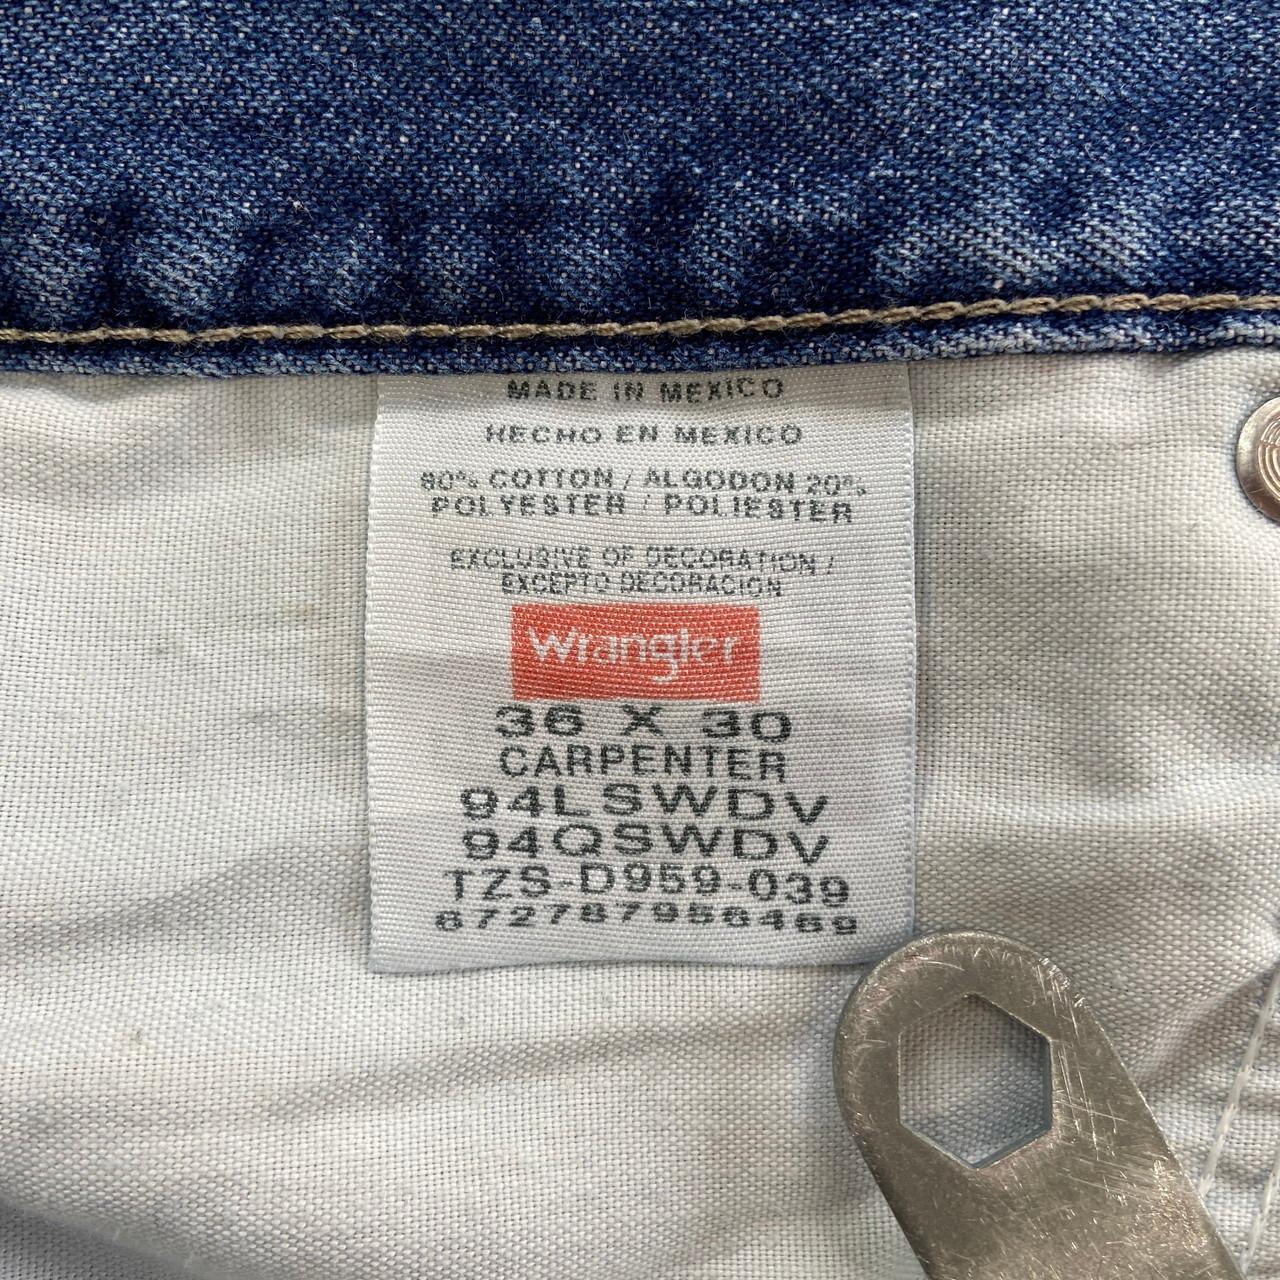 MADE IN MEXICO
HECHO EN MEXICO
80% COTTON / ALGODON 20%
POLYESTER / POLIESTER
EXCLUSIVE OF DECORATION /
EXCEPTO DECORACION
Wrangler
36 X 30
CARPENTER
94LSWDV
94QSWDV
TZS-D959-039
672787956469